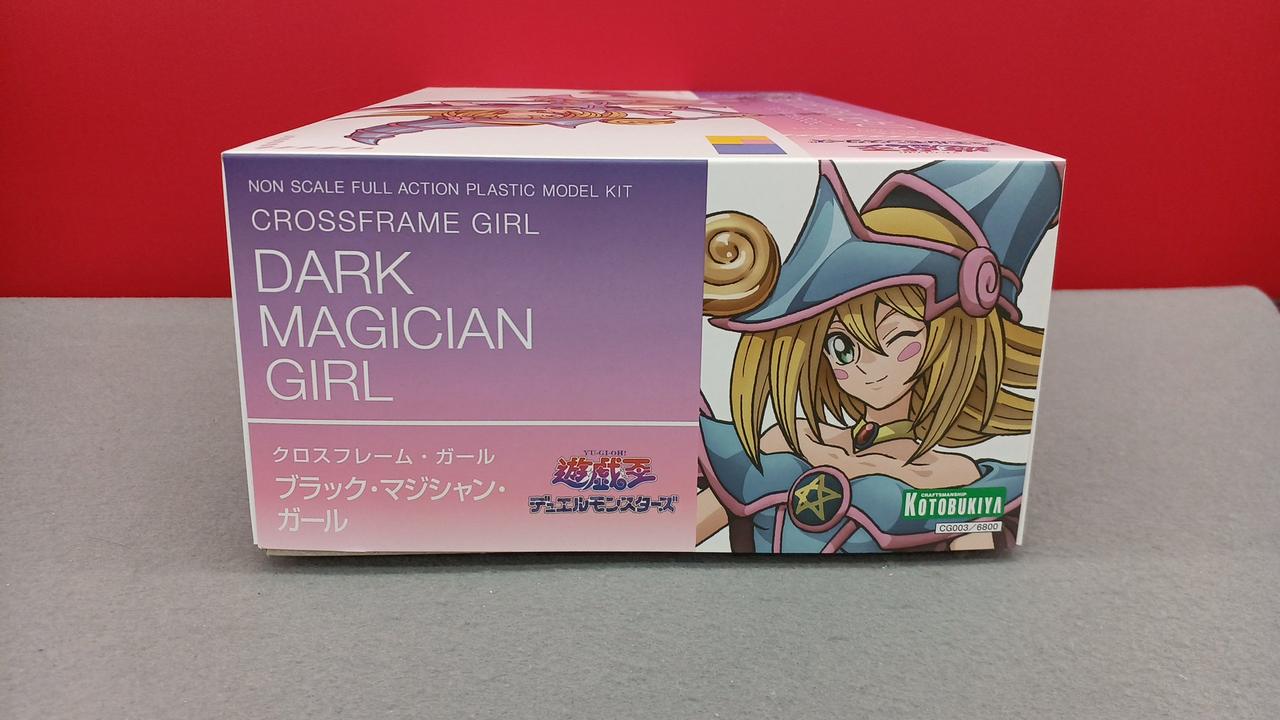 NON SCALE FULL ACTION PLASTIC MODEL KIT
CROSSFRAME GIRL
DARK
MAGICIAN
GIRL
クロスフレーム・ガール
ブラック・マジシャン・
ガール
YU-GI-OH!
遊戯王
デュエルモンスターズ
CRAFTSMANSHIP
KOTOBUKIYA
CG003/6800